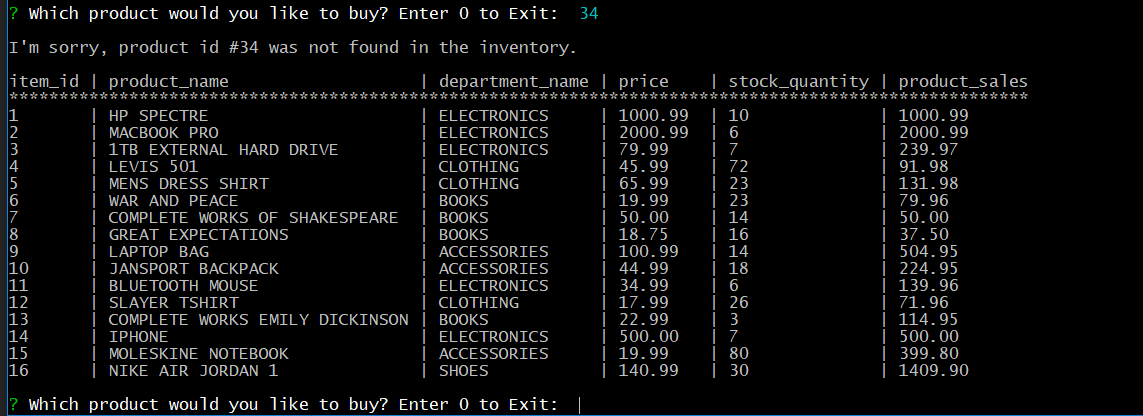 ? Which product would you like to buy? Enter 0 to Exit:  34
I'm sorry, product id #34 was not found in the inventory.
item_id | product_name                   | department_name | price    | stock_quantity | product_sales
******************************************************************************************************
1       | HP SPECTRE                     | ELECTRONICS     | 1000.99  | 10             | 1000.99
2       | MACBOOK PRO                    | ELECTRONICS     | 2000.99  | 6              | 2000.99
3       | 1TB EXTERNAL HARD DRIVE        | ELECTRONICS     | 79.99    | 7              | 239.97
4       | LEVIS 501                      | CLOTHING        | 45.99    | 72             | 91.98
5       | MENS DRESS SHIRT               | CLOTHING        | 65.99    | 23             | 131.98
6       | WAR AND PEACE                  | BOOKS           | 19.99    | 23             | 79.96
7       | COMPLETE WORKS OF SHAKESPEARE  | BOOKS           | 50.00    | 14             | 50.00
8       | GREAT EXPECTATIONS             | BOOKS           | 18.75    | 16             | 37.50
9       | LAPTOP BAG                     | ACCESSORIES     | 100.99   | 14             | 504.95
10      | JANSPORT BACKPACK              | ACCESSORIES     | 44.99    | 18             | 224.95
11      | BLUETOOTH MOUSE                | ELECTRONICS     | 34.99    | 6              | 139.96
12      | SLAYER TSHIRT                  | CLOTHING        | 17.99    | 26             | 71.96
13      | COMPLETE WORKS EMILY DICKINSON | BOOKS           | 22.99    | 3              | 114.95
14      | IPHONE                         | ELECTRONICS     | 500.00   | 7              | 500.00
15      | MOLESKINE NOTEBOOK             | ACCESSORIES     | 19.99    | 80             | 399.80
16      | NIKE AIR JORDAN 1              | SHOES           | 140.99   | 30             | 1409.90
? Which product would you like to buy? Enter 0 to Exit: